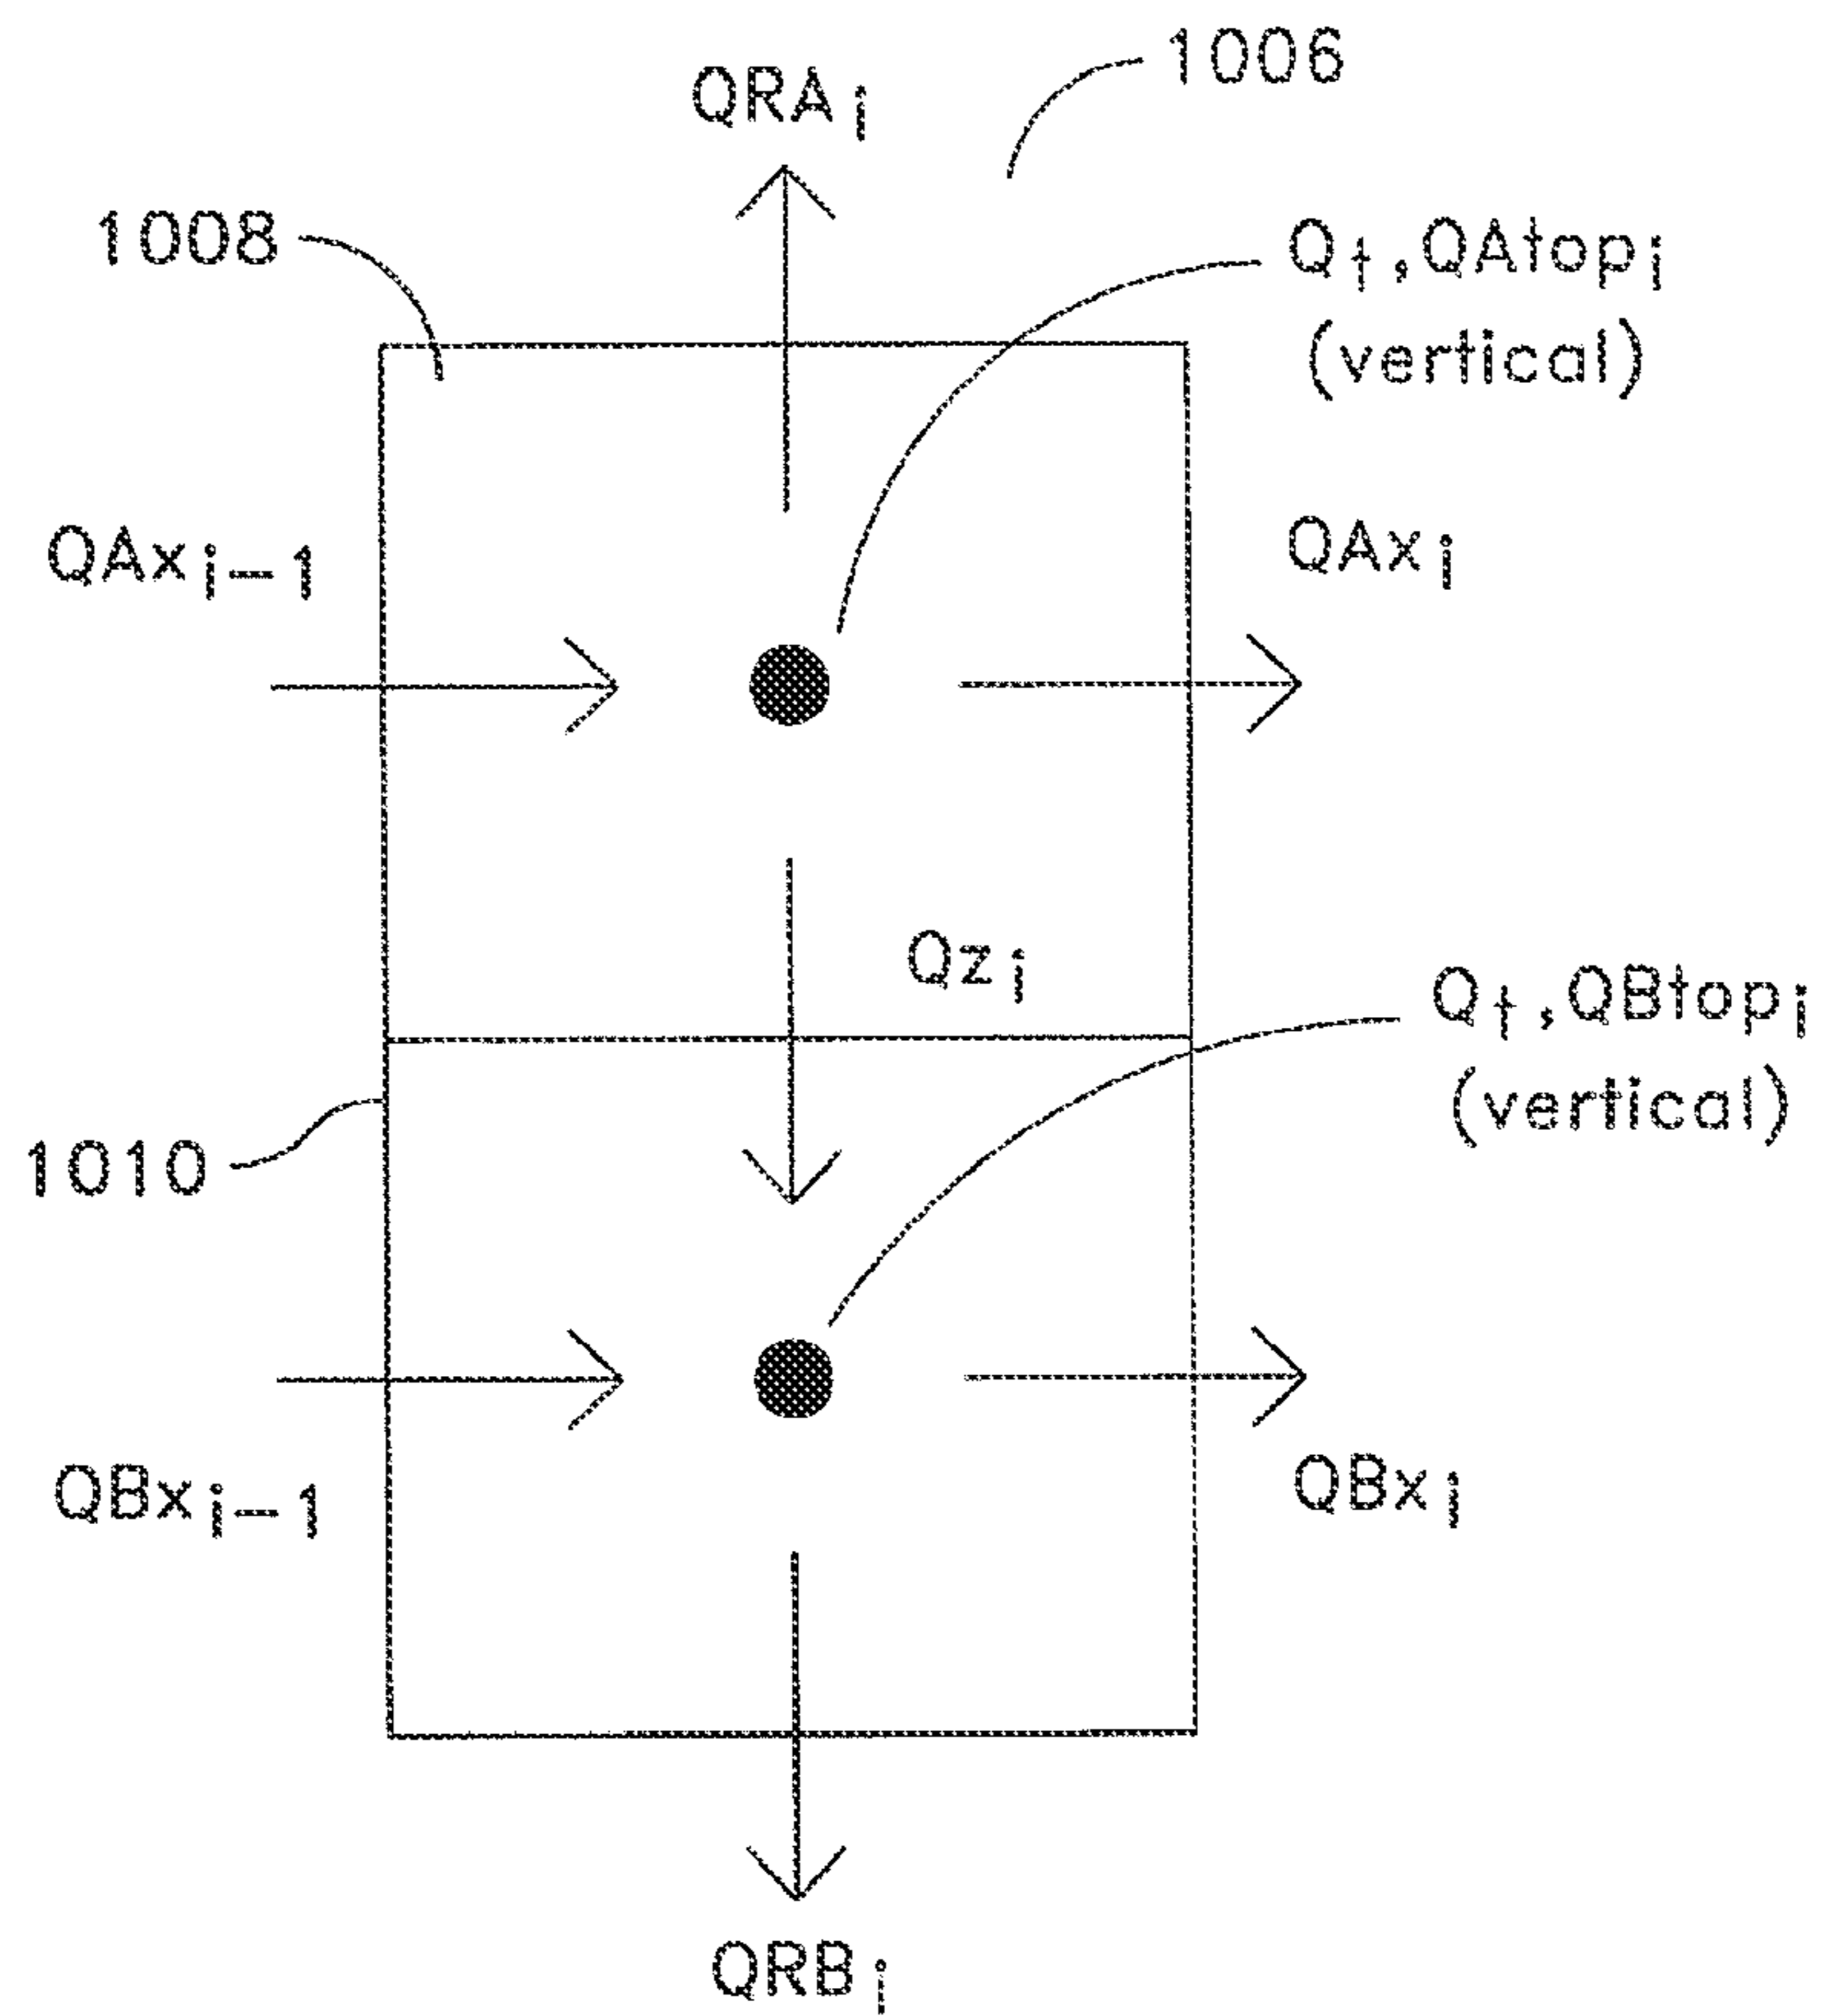 1006
QRA i
1008
Q t , QAtop i
(vertical)
QAx i-1
QAx i
Qz i
Q t , QBtop i
(vertical)
1010
QBx i-1
QBx i
QRB i